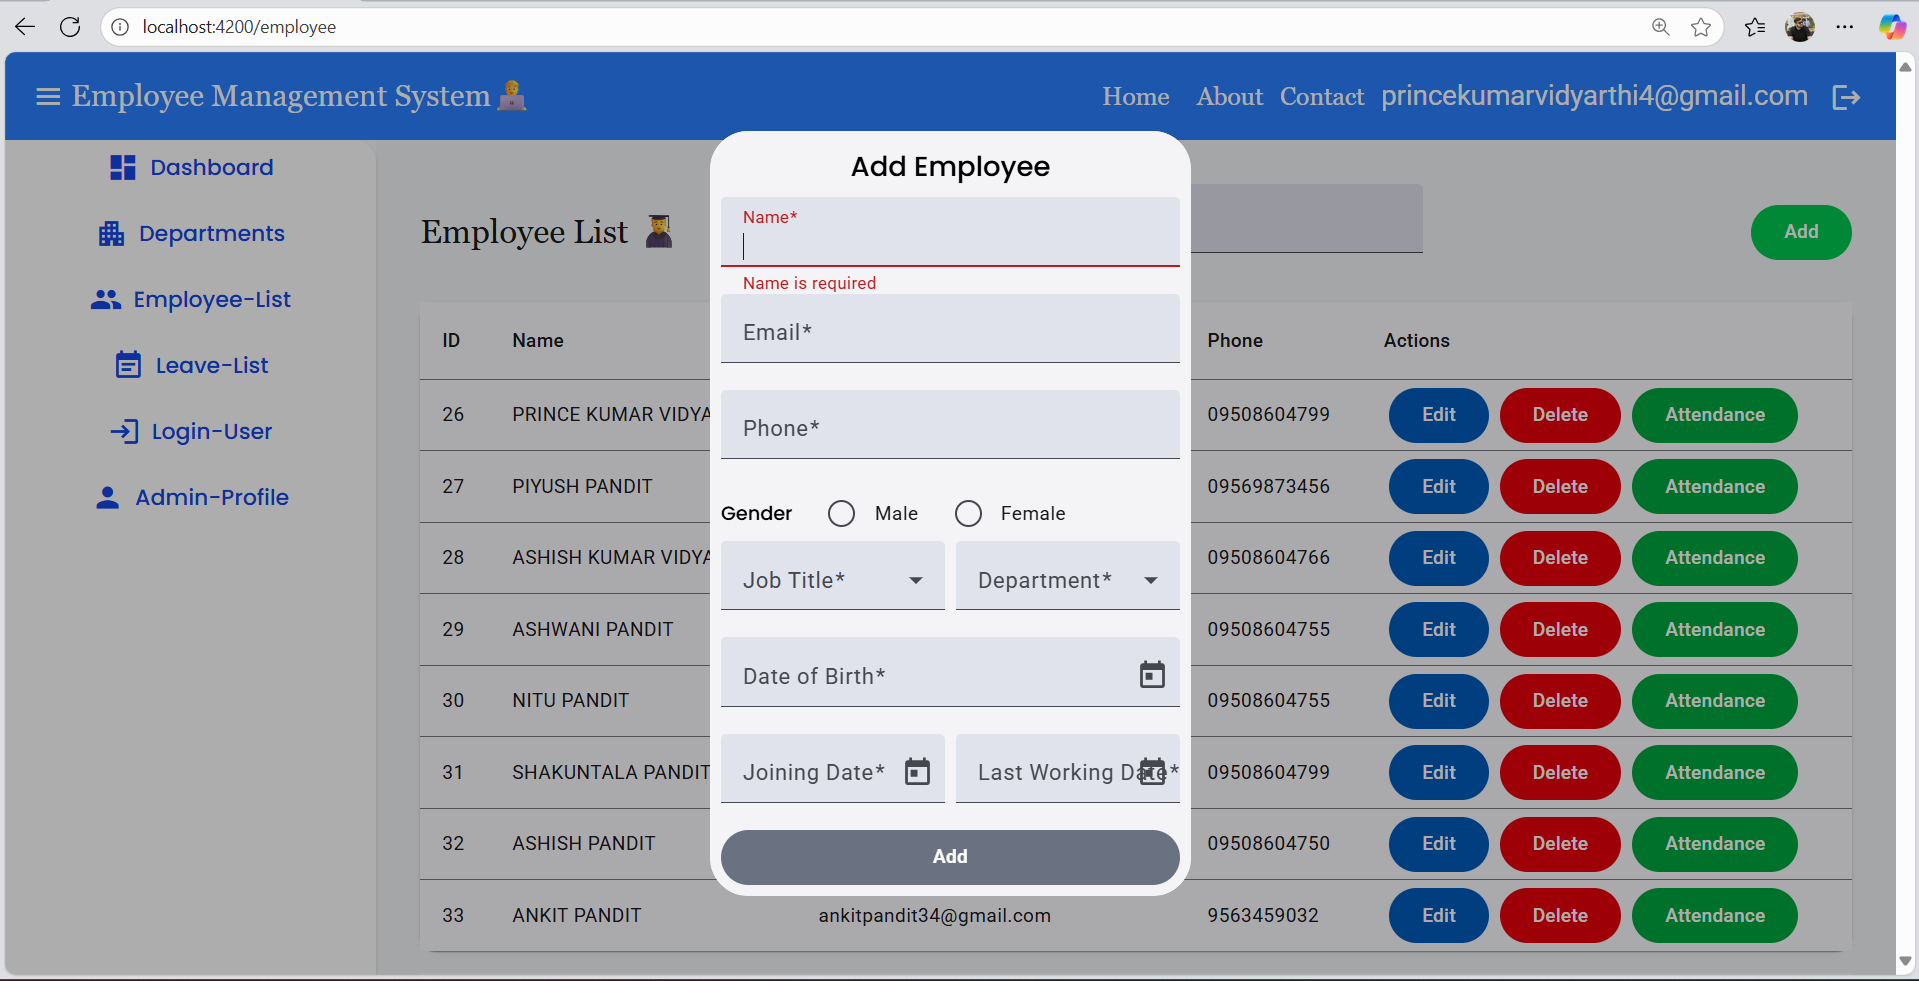 localhost:4200/employee
Employee Management System
Home About Contact princekumarvidyarthi4@gmail.com
Dashboard
Departments
Employee-List
Leave-List
Login-User
Admin-Profile
Employee List
Add
Add Employee
Name*
Name is required
Email*
Phone*
Gender Male Female
Job Title* Department*
Date of Birth*
Joining Date* Last Working Date*
Add
ID Name Phone Actions
26 PRINCE KUMAR VIDYA 09508604799 Edit Delete Attendance
27 PIYUSH PANDIT 09569873456 Edit Delete Attendance
28 ASHISH KUMAR VIDYA 09508604766 Edit Delete Attendance
29 ASHWANI PANDIT 09508604755 Edit Delete Attendance
30 NITU PANDIT 09508604755 Edit Delete Attendance
31 SHAKUNTALA PANDIT 09508604799 Edit Delete Attendance
32 ASHISH PANDIT 09508604750 Edit Delete Attendance
33 ANKIT PANDIT ankitpandit34@gmail.com 9563459032 Edit Delete Attendance